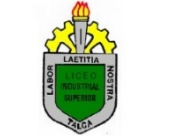 LABOR
LAETITIA
NOSTRA
LICEO
INDUSTRIAL
SUPERIOR
TALCA